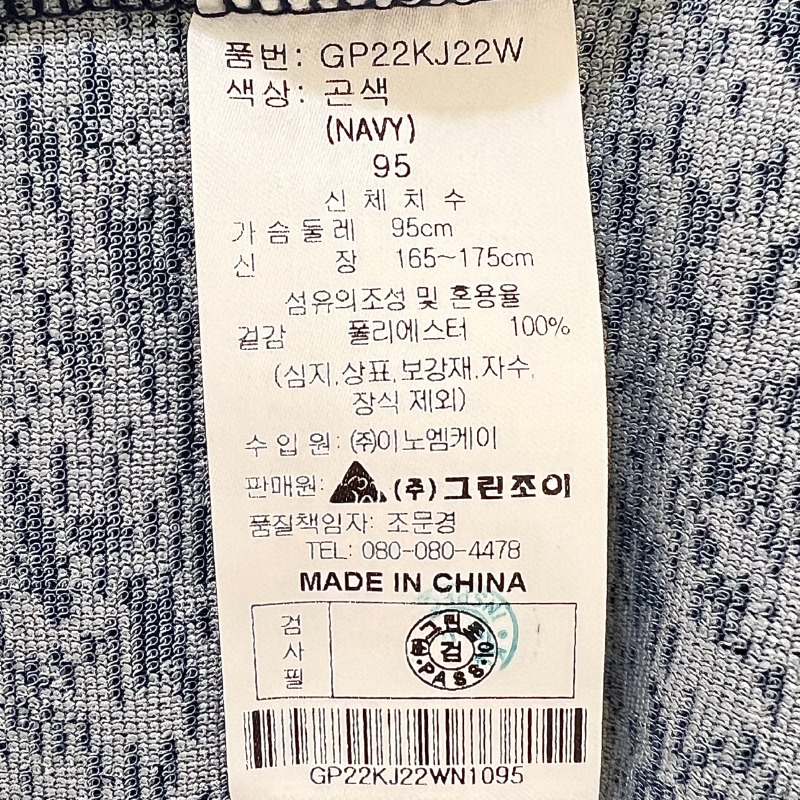 품번: GP22KJ22W
색상: 곤색
(NAVY)
95
신 체 치 수
가슴둘레 95cm
신 장 165~175cm
섬유의조성 및 혼용율
겉감 폴리에스터 100%
(심지,상표,보강재,자수,
장식 제외)
수 입 원: (주)이노엠케이
판매원: (주)그린조이
품질책임자: 조문경
TEL: 080-080-4478
MADE IN CHINA
검사필
㈜그린조이
검
PASS
GP22KJ22WN1095